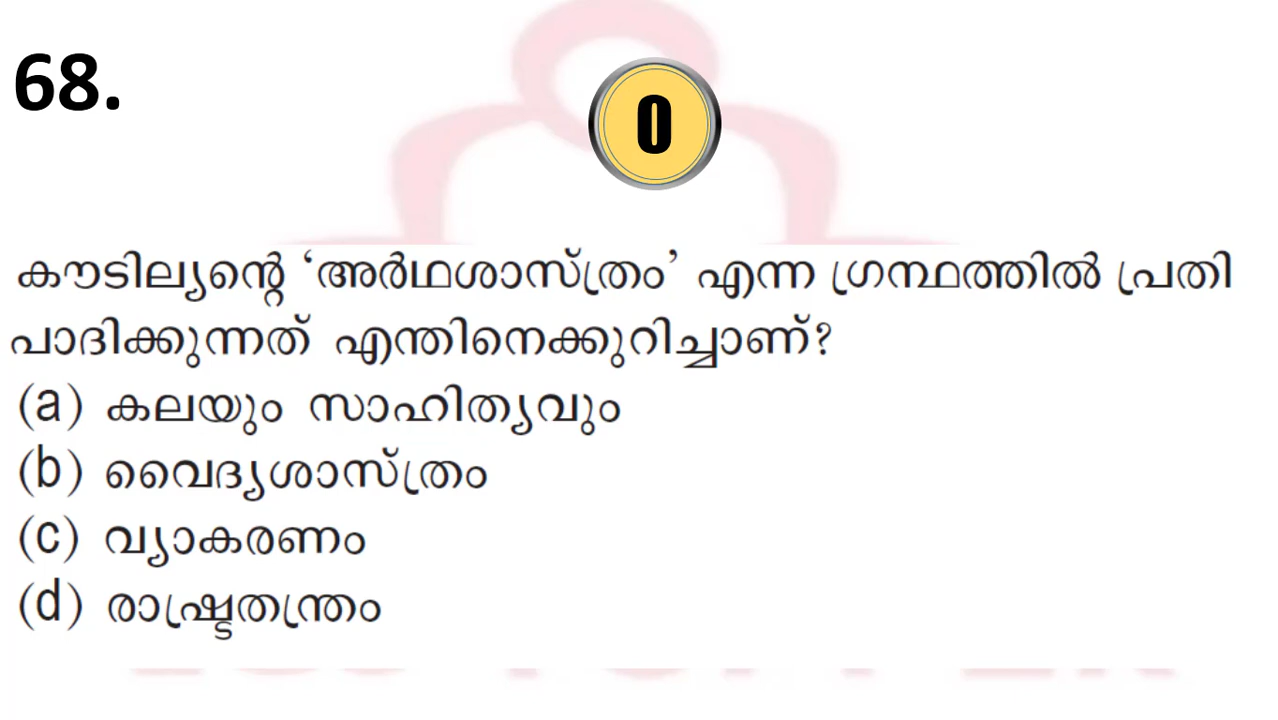 68.
0
കൗടില്യന്റെ ‘അർഥശാസ്ത്രം’ എന്ന ഗ്രന്ഥത്തിൽ പ്രതി
പാദിക്കുന്നത് എന്തിനെക്കുറിച്ചാണ്?
(a) കലയും സാഹിത്യവും
(b) വൈദ്യശാസ്ത്രം
(c) വ്യാകരണം
(d) രാഷ്ട്രതന്ത്രം